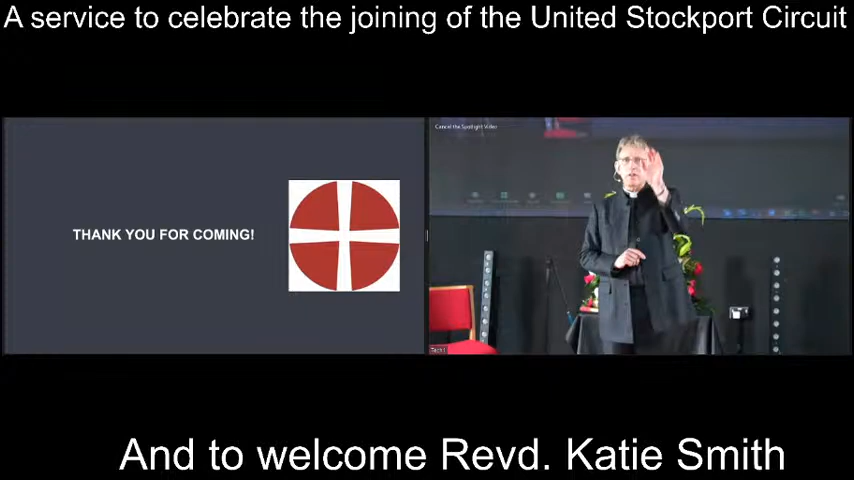 A service to celebrate the joining of the United Stockport Circuit
Cancel the Spotlight Video
THANK YOU FOR COMING!
Tech1
And to welcome Revd. Katie Smith